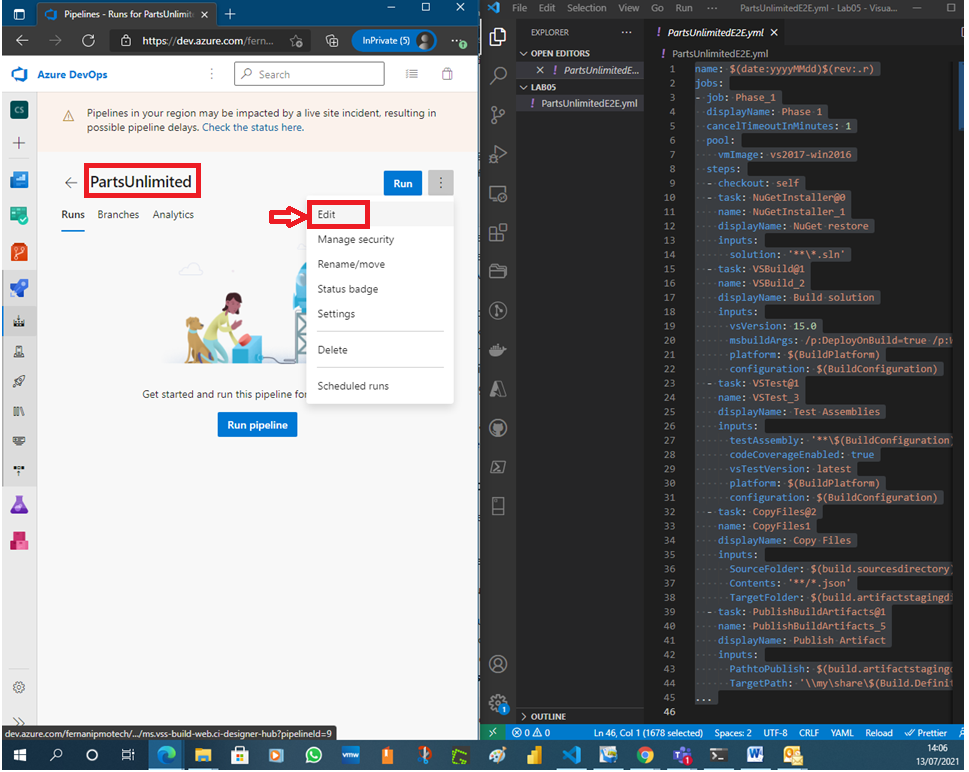 Pipelines - Runs for PartsUnlimit
https://dev.azure.com/fern...
InPrivate (5)
Azure DevOps
Search
CS
Pipelines in your region may be impacted by a live site incident, resulting in
possible pipeline delays. Check the status here.
PartsUnlimited
Run
Runs
Branches
Analytics
Edit
Manage security
Rename/move
Status badge
Settings
Delete
Scheduled runs
Get started and run this pipeline for
Run pipeline
dev.azure.com/fernanipmotech/.../ms.vss-build-web.ci-designer-hub?pipelineId=9
File Edit Selection View Go Run ... PartsUnlimitedE2E.yml - Lab05 - Visua...
EXPLORER
OPEN EDITORS
! PartsUnlimitedE...
LAB05
! PartsUnlimitedE2E.yml
OUTLINE
! PartsUnlimitedE2E.yml
! PartsUnlimitedE2E.yml
1 name: $(date:yyyyMMdd)$(rev:.r)
2 jobs:
3 - job: Phase_1
4 displayName: Phase 1
5 cancelTimeoutInMinutes: 1
6 pool:
7 vmImage: vs2017-win2016
8 steps:
9 - checkout: self
10 - task: NuGetInstaller@0
11 name: NuGetInstaller_1
12 displayName: NuGet restore
13 inputs:
14 solution: '**\*.sln'
15 - task: VSBuild@1
16 name: VSBuild_2
17 displayName: Build solution
18 inputs:
19 vsVersion: 15.0
20 msbuildArgs: /p:DeployOnBuild=true /p:W
21 platform: $(BuildPlatform)
22 configuration: $(BuildConfiguration)
23 - task: VSTest@1
24 name: VSTest_3
25 displayName: Test Assemblies
26 inputs:
27 testAssembly: '**\$(BuildConfiguration)
28 codeCoverageEnabled: true
29 vsTestVersion: latest
30 platform: $(BuildPlatform)
31 configuration: $(BuildConfiguration)
32 - task: CopyFiles@2
33 name: CopyFiles1
34 displayName: Copy Files
35 inputs:
36 SourceFolder: $(build.sourcesdirectory)
37 Contents: '**/*.json'
38 TargetFolder: $(build.artifactstagingdi
39 - task: PublishBuildArtifacts@1
40 name: PublishBuildArtifacts_5
41 displayName: Publish Artifact
42 inputs:
43 PathtoPublish: $(build.artifactstagingd
44 TargetPath: '\\my\share\$(Build.Definit
45 ...
46
0 0 Ln 46, Col 1 (1678 selected) Spaces: 2 UTF-8 CRLF YAML Reload Prettier
1
vmw
1
14:06
13/07/2021